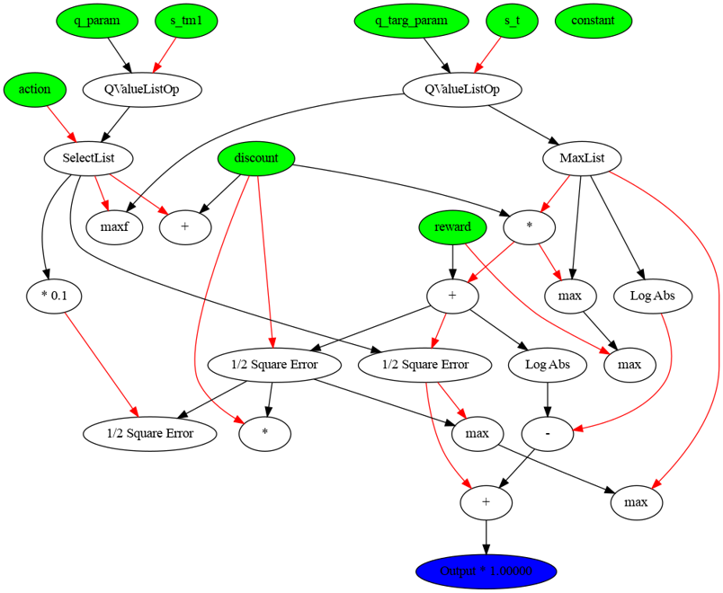 q_param
s_tm1
q_targ_param
s_t
constant
action
QValueListOp
QValueListOp
SelectList
discount
MaxList
maxf
+
reward
*
* 0.1
+
max
Log Abs
1/2 Square Error
1/2 Square Error
Log Abs
max
1/2 Square Error
*
max
-
+
max
Output * 1.00000